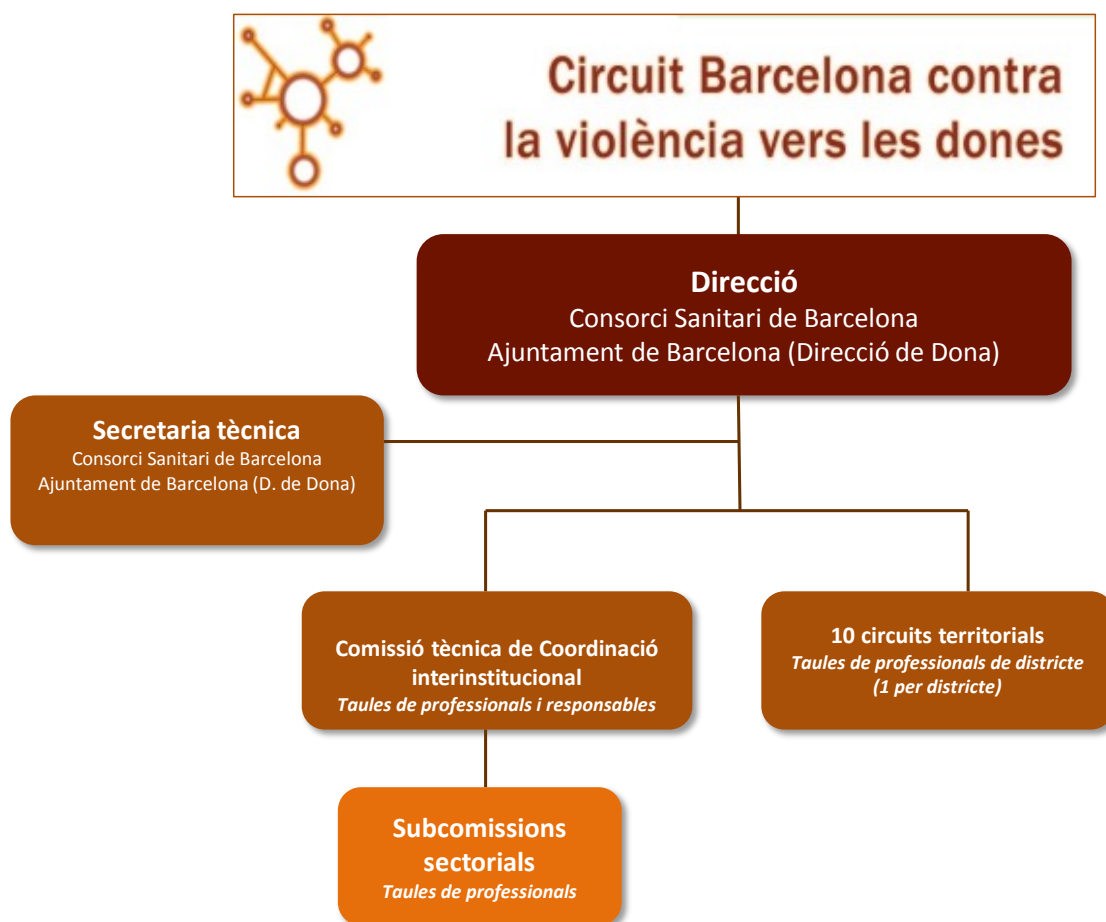 Circuit Barcelona contra
la violència vers les dones
Direcció
Consorci Sanitari de Barcelona
Ajuntament de Barcelona (Direcció de Dona)
Secretaria tècnica
Consorci Sanitari de Barcelona
Ajuntament de Barcelona (D. de Dona)
Comissió tècnica de Coordinació
interinstitucional
Taules de professionals i responsables
10 circuits territorials
Taules de professionals de districte
(1 per districte)
Subcomissions
sectorials
Taules de professionals